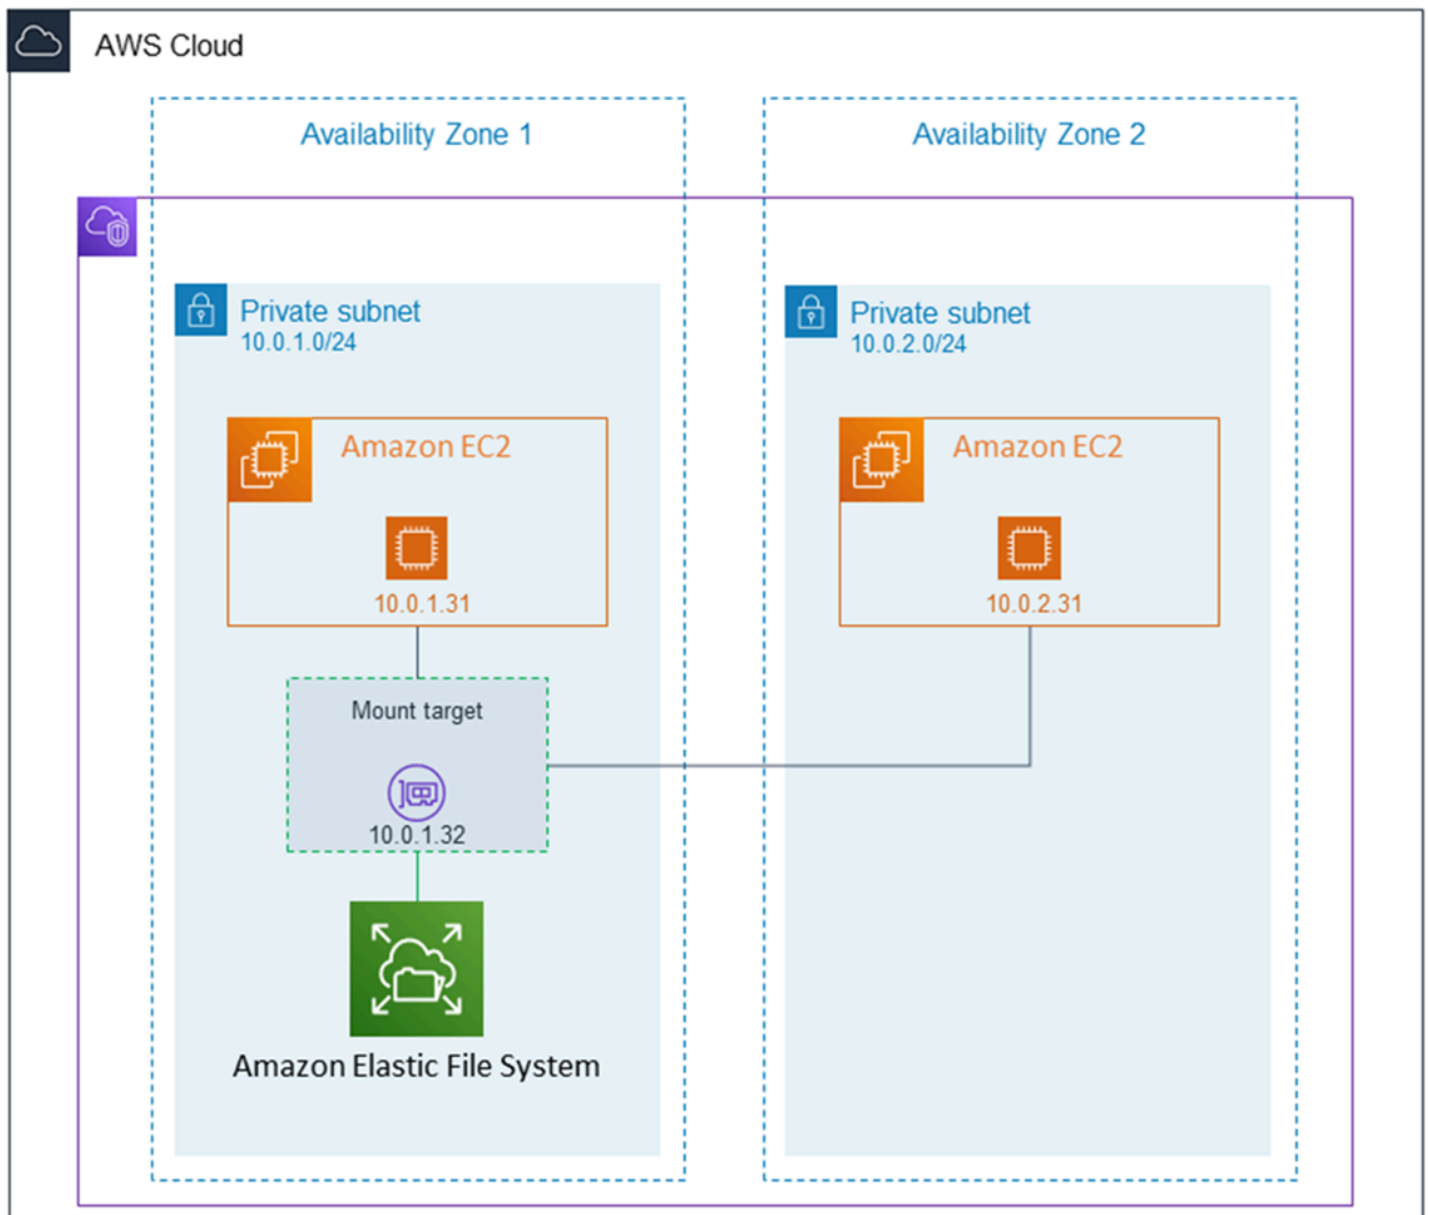 AWS Cloud
Availability Zone 1
Availability Zone 2
Private subnet
10.0.1.0/24
Private subnet
10.0.2.0/24
Amazon EC2
10.0.1.31
Amazon EC2
10.0.2.31
Mount target
10.0.1.32
Amazon Elastic File System